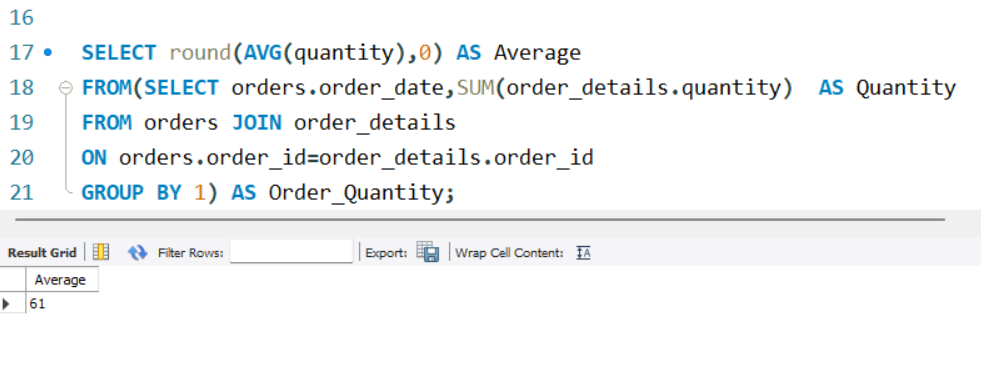 16
17 SELECT round(AVG(quantity),0) AS Average
18 FROM(SELECT orders.order_date,SUM(order_details.quantity)  AS Quantity
19 FROM orders JOIN order_details
20 ON orders.order_id=order_details.order_id
21 GROUP BY 1) AS Order_Quantity;
Result Grid Filter Rows: Export: Wrap Cell Content: IA
Average
61